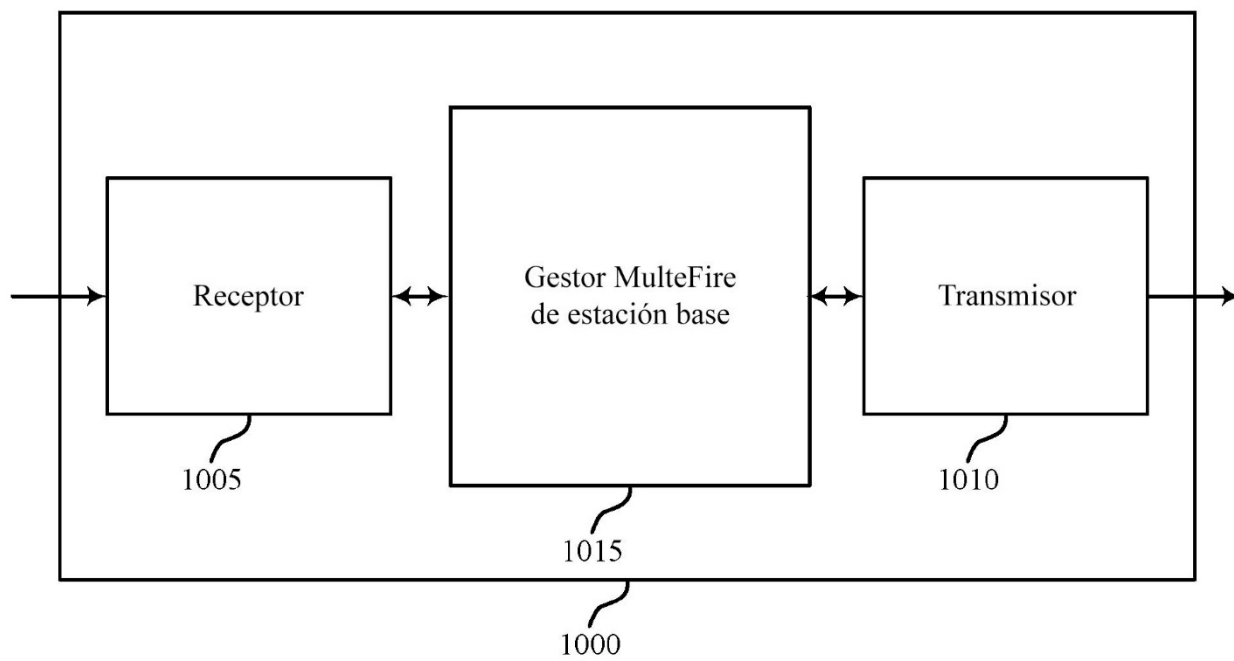 Receptor
Gestor MulteFire
de estación base
Transmisor
1005
1010
1015
1000